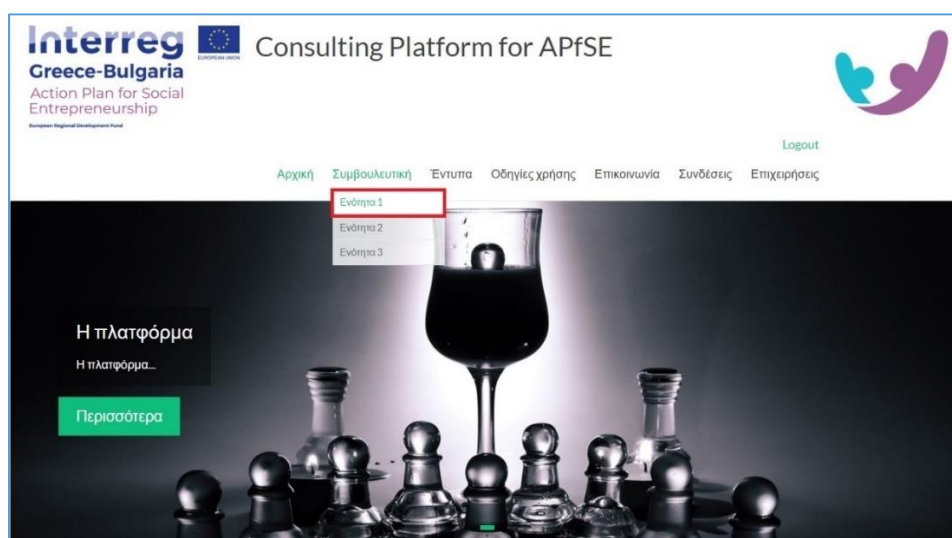 Interreg
EUROPEAN UNION
Greece-Bulgaria
Action Plan for Social
Entrepreneurship
European Regional Development Fund
Consulting Platform for APfSE
Logout
Αρχική Συμβουλευτική Έντυπα Οδηγίες χρήσης Επικοινωνία Συνδέσεις Επιχειρήσεις
Ενότητα 1
Ενότητα 2
Ενότητα 3
Η πλατφόρμα
Η πλατφόρμα...
Περισσότερα